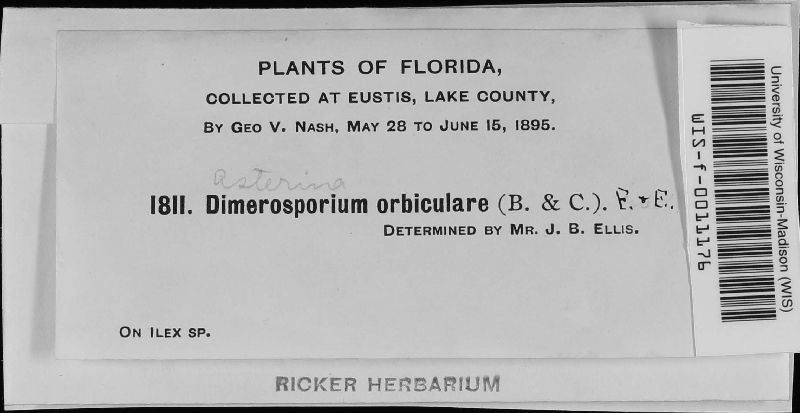 PLANTS OF FLORIDA,
COLLECTED AT EUSTIS, LAKE COUNTY,
BY GEO V. NASH, MAY 28 TO JUNE 15, 1895.
Asterina
1811. Dimerosporium orbiculare (B. & C.). E. & E.
DETERMINED BY MR. J. B. ELLIS.
ON ILEX SP.
RICKER HERBARIUM
WIS-f-0011176
University of Wisconsin-Madison (WIS)